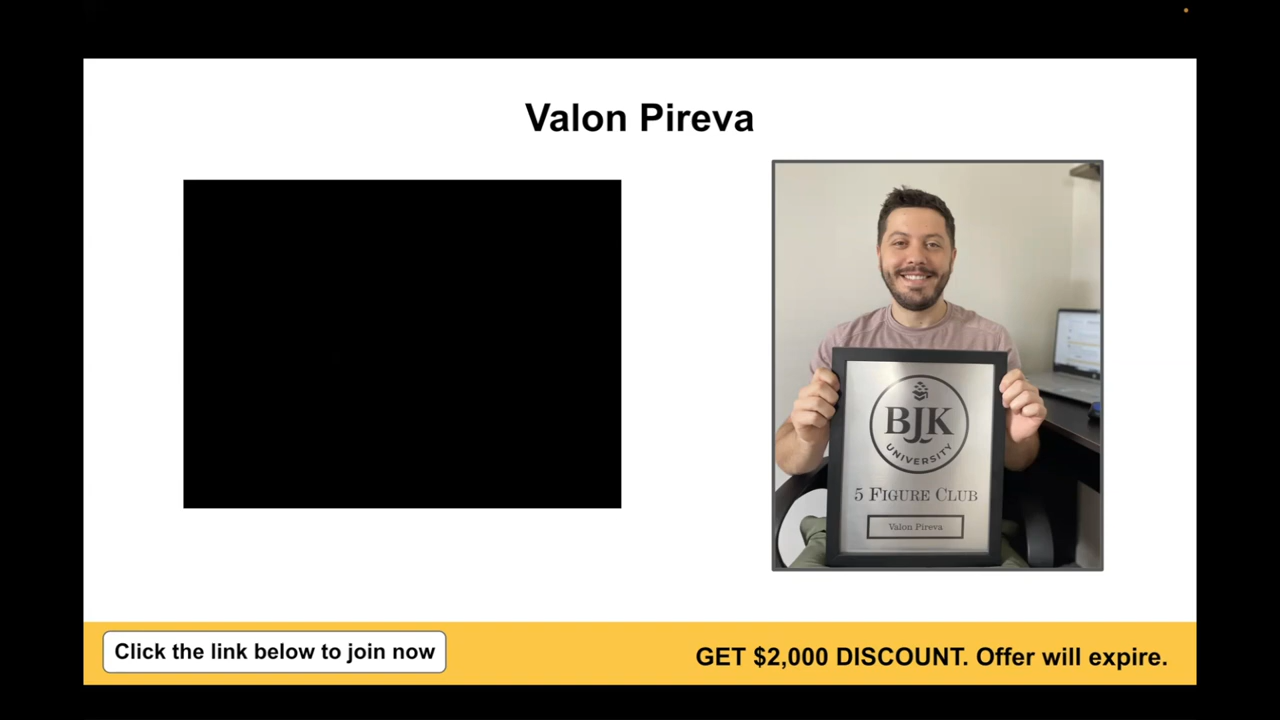 Valon Pireva
BJK
UNIVERSITY
5 FIGURE CLUB
Valon Pireva
Click the link below to join now
GET $2,000 DISCOUNT. Offer will expire.